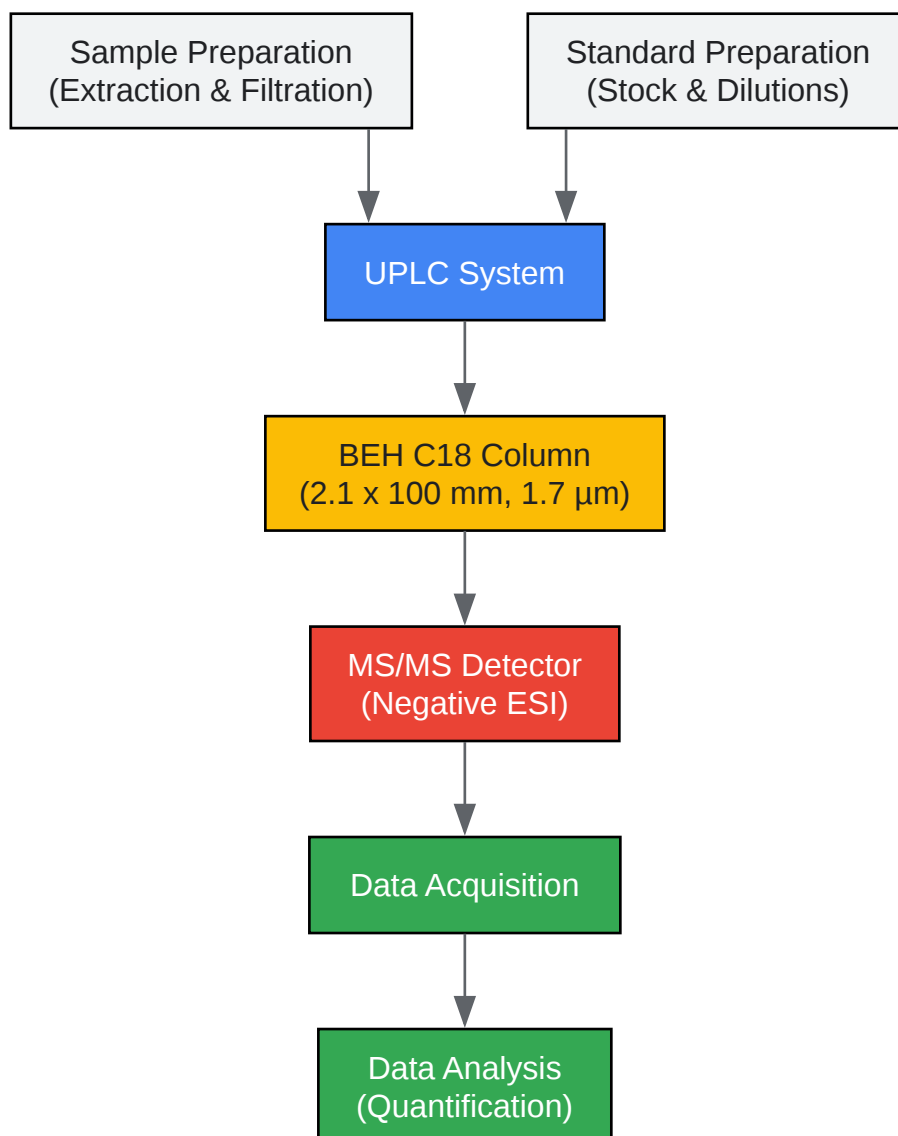 Sample Preparation
(Extraction & Filtration)
Standard Preparation
(Stock & Dilutions)
UPLC System
BEH C18 Column
(2.1 x 100 mm, 1.7 µm)
MS/MS Detector
(Negative ESI)
Data Acquisition
Data Analysis
(Quantification)